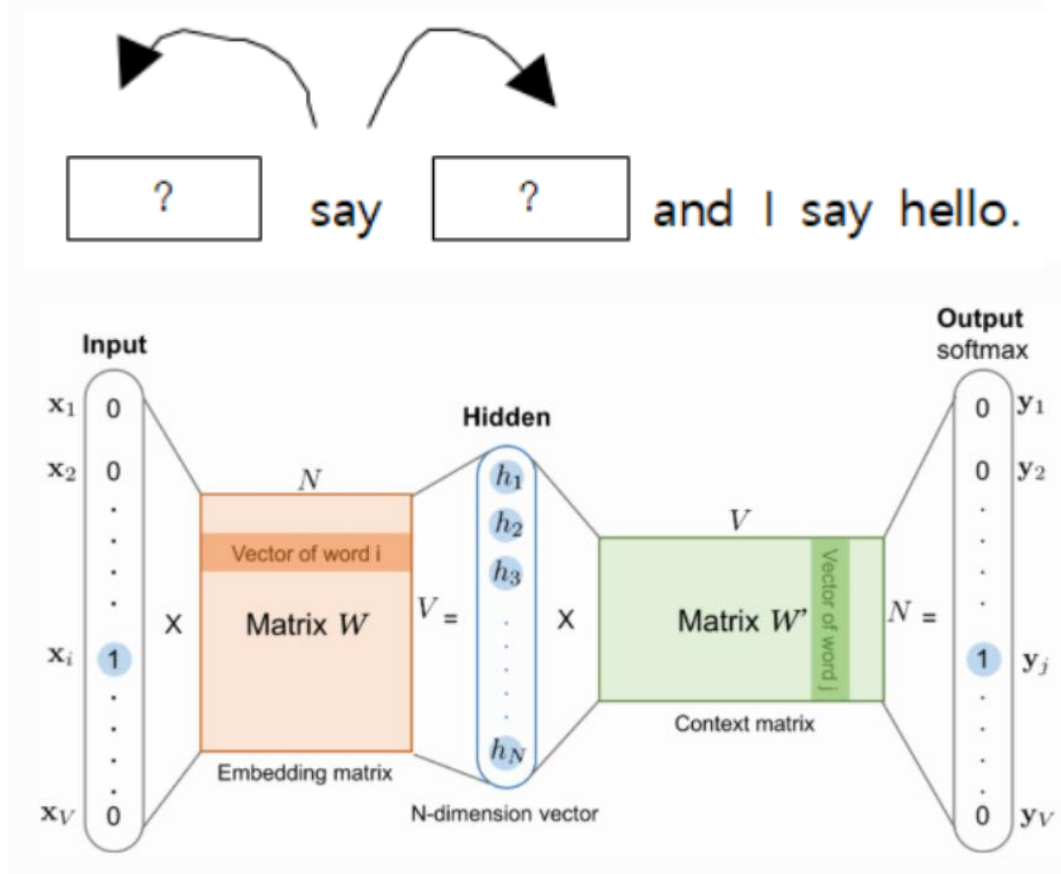 ? say ? and I say hello.
Input
Output
softmax
Hidden
x1 0
x2 0
xi 1
xV 0
X
N
Vector of word i
Matrix W
V =
Embedding matrix
h1
h2
h3
hN
N-dimension vector
X
V
Matrix W’
Vector of word j
N =
Context matrix
0 y1
0 y2
1 yj
0 yV